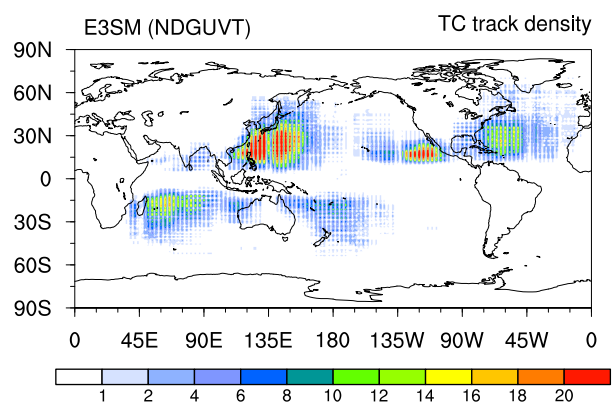 E3SM (NDGUVT) TC track density
90N
60N
30N
0
30S
60S
90S
0 45E 90E 135E 180 135W 90W 45W 0
1 2 4 6 8 10 12 14 16 18 20